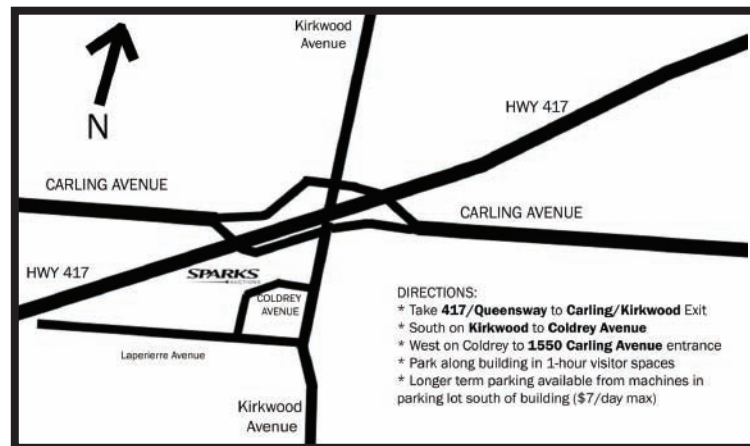 Kirkwood
Avenue
N
HWY 417
CARLING AVENUE
CARLING AVENUE
HWY 417
SPARKS
AUCTIONS
COLDREY
AVENUE
Laperierre Avenue
Kirkwood
Avenue
DIRECTIONS:
* Take 417/Queensway to Carling/Kirkwood Exit
* South on Kirkwood to Coldrey Avenue
* West on Coldrey to 1550 Carling Avenue entrance
* Park along building in 1-hour visitor spaces
* Longer term parking available from machines in
parking lot south of building ($7/day max)